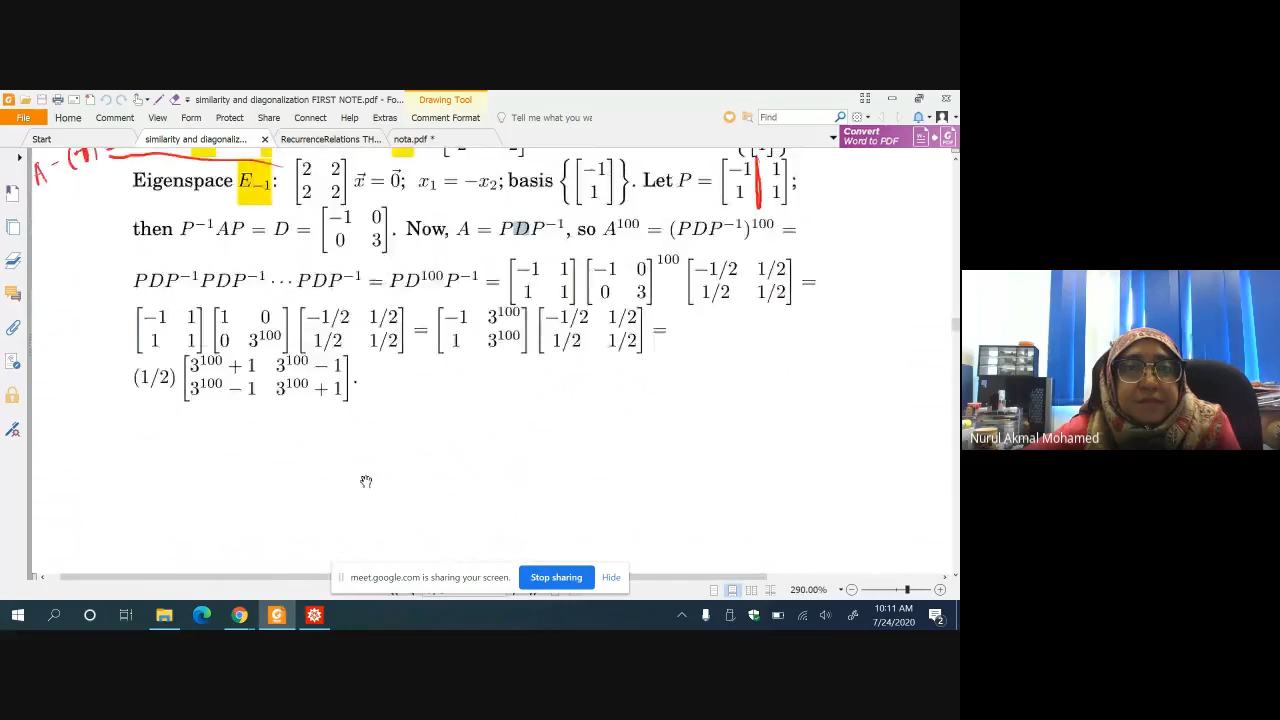 similarity and diagonalization FIRST NOTE.pdf - Fo...
Drawing Tool
File
Home
Comment
View
Form
Protect
Share
Connect
Help
Extras
Comment Format
Tell me what you wa
Find
Start
similarity and diagonaliz...
RecurrenceRelations TH...
nota.pdf *
Convert
Word to PDF
A - (-1)
Eigenspace E₋₁: [2 2; 2 2] x⃗ = 0⃗; x₁ = −x₂; basis {[−1; 1]}. Let P = [−1 1; 1 1];
then P⁻¹AP = D = [−1 0; 0 3]. Now, A = PDP⁻¹, so A¹⁰⁰ = (PDP⁻¹)¹⁰⁰ =
PDP⁻¹PDP⁻¹ ⋯ PDP⁻¹ = PD¹⁰⁰P⁻¹ = [−1 1; 1 1] [−1 0; 0 3]¹⁰⁰ [−1/2 1/2; 1/2 1/2] =
[−1 1; 1 1] [1 0; 0 3¹⁰⁰] [−1/2 1/2; 1/2 1/2] = [−1 3¹⁰⁰; 1 3¹⁰⁰] [−1/2 1/2; 1/2 1/2] =
(1/2) [3¹⁰⁰ + 1 3¹⁰⁰ − 1; 3¹⁰⁰ − 1 3¹⁰⁰ + 1].
Nurul Akmal Mohamed
meet.google.com is sharing your screen.
Stop sharing
Hide
290.00%
10:11 AM
7/24/2020
2